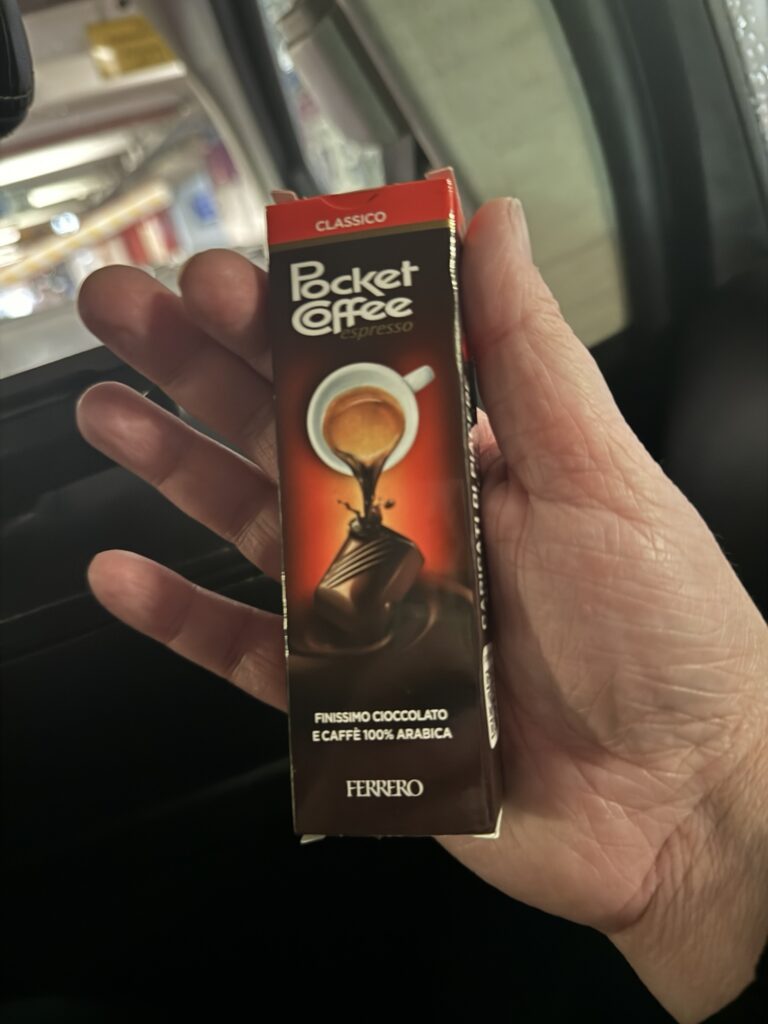 CLASSICO
Pocket
Coffee
espresso
FINISSIMO CIOCCOLATO
E CAFFÈ 100% ARABICA
FERRERO